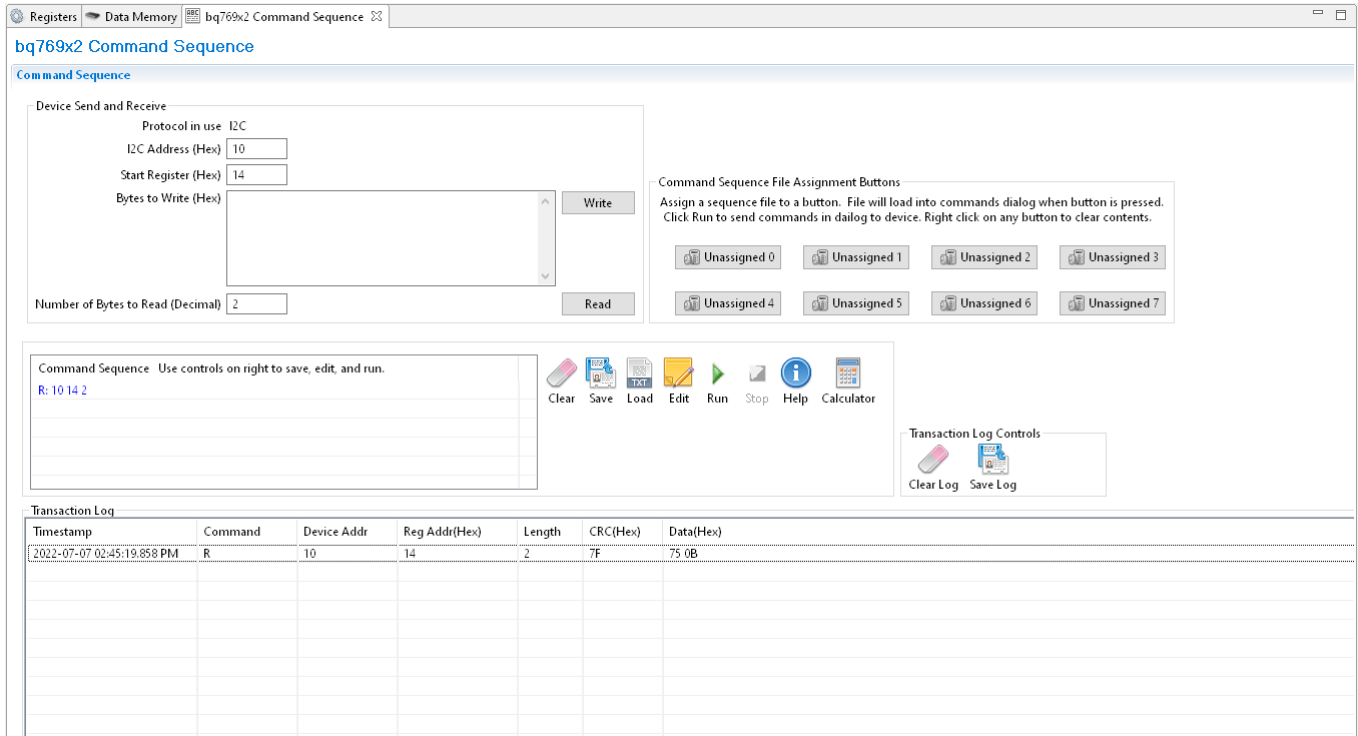 Registers Data Memory bq769x2 Command Sequence
bq769x2 Command Sequence
Command Sequence
Device Send and Receive
Protocol in use I2C
I2C Address (Hex) 10
Start Register (Hex) 14
Bytes to Write (Hex)
Write
Number of Bytes to Read (Decimal) 2
Read
Command Sequence File Assignment Buttons
Assign a sequence file to a button. File will load into commands dialog when button is pressed.
Click Run to send commands in dailog to device. Right click on any button to clear contents.
Unassigned 0 Unassigned 1 Unassigned 2 Unassigned 3
Unassigned 4 Unassigned 5 Unassigned 6 Unassigned 7
Command Sequence Use controls on right to save, edit, and run.
R: 10 14 2
TXT
Clear Save Load Edit Run Stop Help Calculator
Transaction Log Controls
Clear Log Save Log
Transaction Log
Timestamp Command Device Addr Reg Addr(Hex) Length CRC(Hex) Data(Hex)
2022-07-07 02:45:19.858 PM R 10 14 2 7F 75 0B